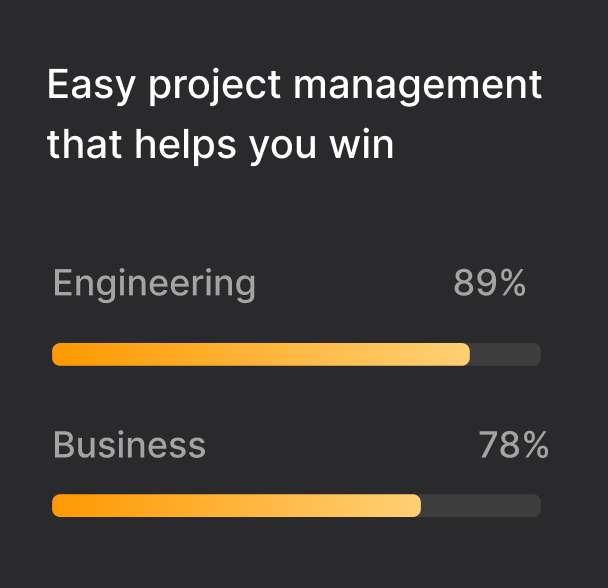 Easy project management
that helps you win
Engineering 89%
Business 78%